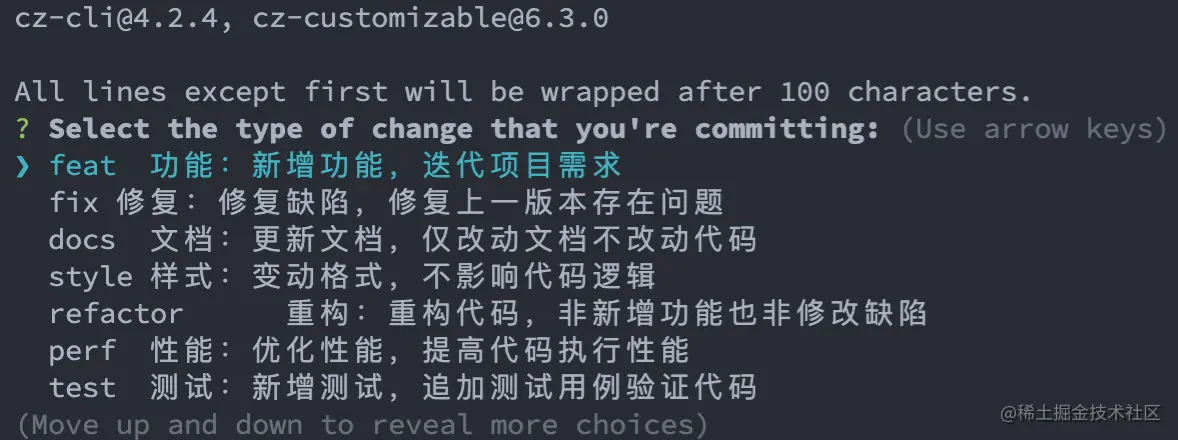 cz-cli@4.2.4, cz-customizable@6.3.0
All lines except first will be wrapped after 100 characters.
? Select the type of change that you're committing: (Use arrow keys)
❯ feat  功能：新增功能，迭代项目需求
fix 修复：修复缺陷，修复上一版本存在问题
docs  文档：更新文档，仅改动文档不改动代码
style 样式：变动格式，不影响代码逻辑
refactor      重构：重构代码，非新增功能也非修改缺陷
perf  性能：优化性能，提高代码执行性能
test  测试：新增测试，追加测试用例验证代码
(Move up and down to reveal more choices)
@稀土掘金技术社区